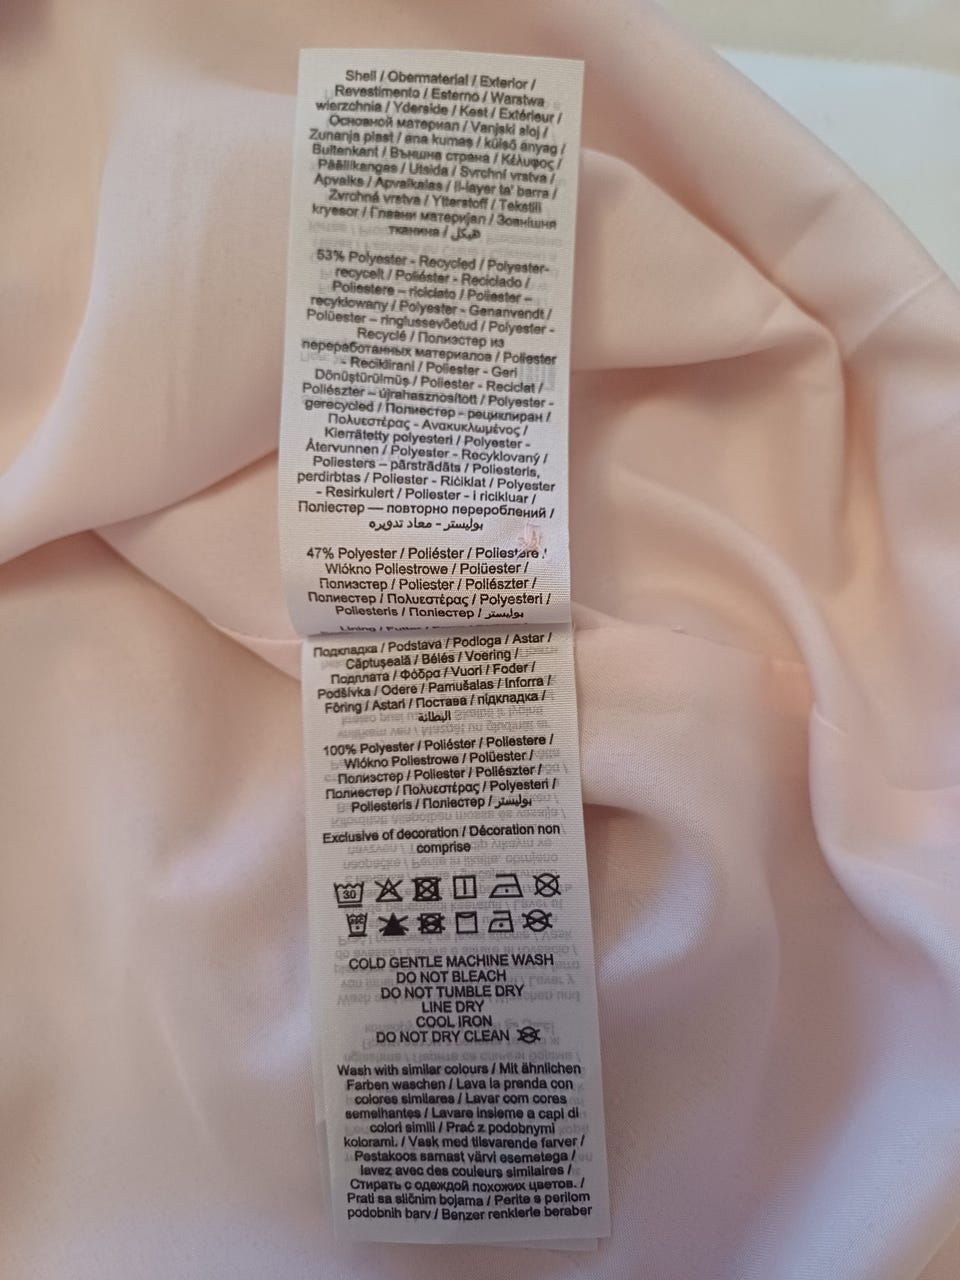 Shell / Obermaterial / Exterior /
Revestimento / Esterno / Warstwa
wierzchnia / Yderside / Kest / Extérieur /
Основной материал / Vanjski sloj /
Zunanja plast / ana kumaş / külső anyag /
Buitenkant / Външна страна / Κέλυφος /
Päällikangas / Utsida / Svrchní vrstva /
Apvalks / Apvalkalas / Il-layer ta' barra /
Zvrchná vrstva / Ytterstoff / Tekstili
kryesor / Главни материјал / Зовнішня
тканина / هيكل
53% Polyester - Recycled / Polyester-
recycelt / Poliéster - Reciclado /
Poliestere – riciclato / Poliester –
recyklowany / Polyester - Genanvendt /
Polüester – ringlussevõetud / Polyester -
Recyclé / Полиэстер из
переработанных материалов / Poliester
- Reciklirani / Poliester - Geri
Dönüştürülmüş / Poliester - Reciclat /
Poliészter – újrahasznosított / Polyester -
gerecycled / Полиестер – рециклиран /
Πολυεστέρας - Ανακυκλωμένος /
Kierrätetty polyesteri / Polyester -
Återvunnen / Polyester - Recyklovaný /
Poliesters – pārstrādāts / Poliesteris,
perdirbtas / Poliester - Riċiklat / Polyester
- Resirkulert / Poliester - i ricikluar /
Поліестер — повторно перероблений /
بوليستر - معاد تدويره
47% Polyester / Poliéster / Poliestere /
Włókno Poliestrowe / Polüester /
Полиэстер / Poliester / Poliészter /
Полиестер / Πολυεστέρας / Polyesteri /
Poliesteris / Поліестер / بوليستر
Lining / Futter /
Подкладка / Podstava / Podloga / Astar /
Căptuşeală / Bélés / Voering /
Подплата / Φόδρα / Vuori / Foder /
Podšívka / Odere / Pamušalas / Inforra /
Fôring / Astari / Постава / підкладка /
البطانة
100% Polyester / Poliéster / Poliestere /
Włókno Poliestrowe / Polüester /
Полиэстер / Poliester / Poliészter /
Полиестер / Πολυεστέρας / Polyesteri /
Poliesteris / Поліестер / بوليستر
Exclusive of decoration / Décoration non
comprise
30
COLD GENTLE MACHINE WASH
DO NOT BLEACH
DO NOT TUMBLE DRY
LINE DRY
COOL IRON
DO NOT DRY CLEAN
Wash with similar colours / Mit ähnlichen
Farben waschen / Lava la prenda con
colores similares / Lavar com cores
semelhantes / Lavare insieme a capi di
colori simili / Prać z podobnymi
kolorami. / Vask med tilsvarende farver /
Pestakoos samast värvi esemetega /
lavez avec des couleurs similaires /
Стирать с одеждой похожих цветов. /
Prati sa sličnim bojama / Perite s perilom
podobnih barv / Benzer renklerle beraber